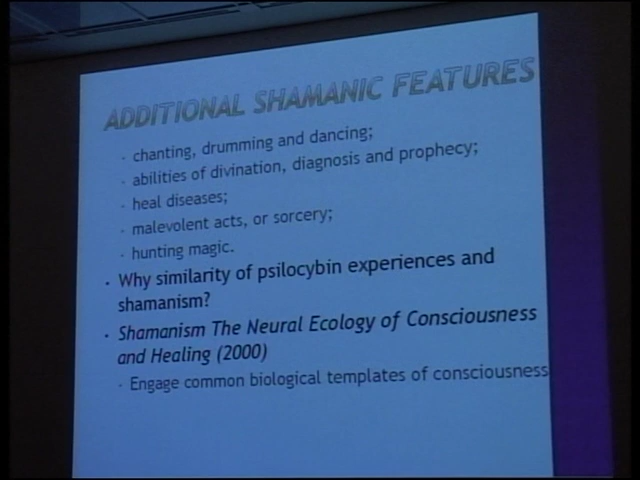 ADDITIONAL SHAMANIC FEATURES
· chanting, drumming and dancing;
· abilities of divination, diagnosis and prophecy;
· heal diseases;
· malevolent acts, or sorcery;
· hunting magic.
· Why similarity of psilocybin experiences and
shamanism?
· Shamanism The Neural Ecology of Consciousness
and Healing (2000)
· Engage common biological templates of consciousness